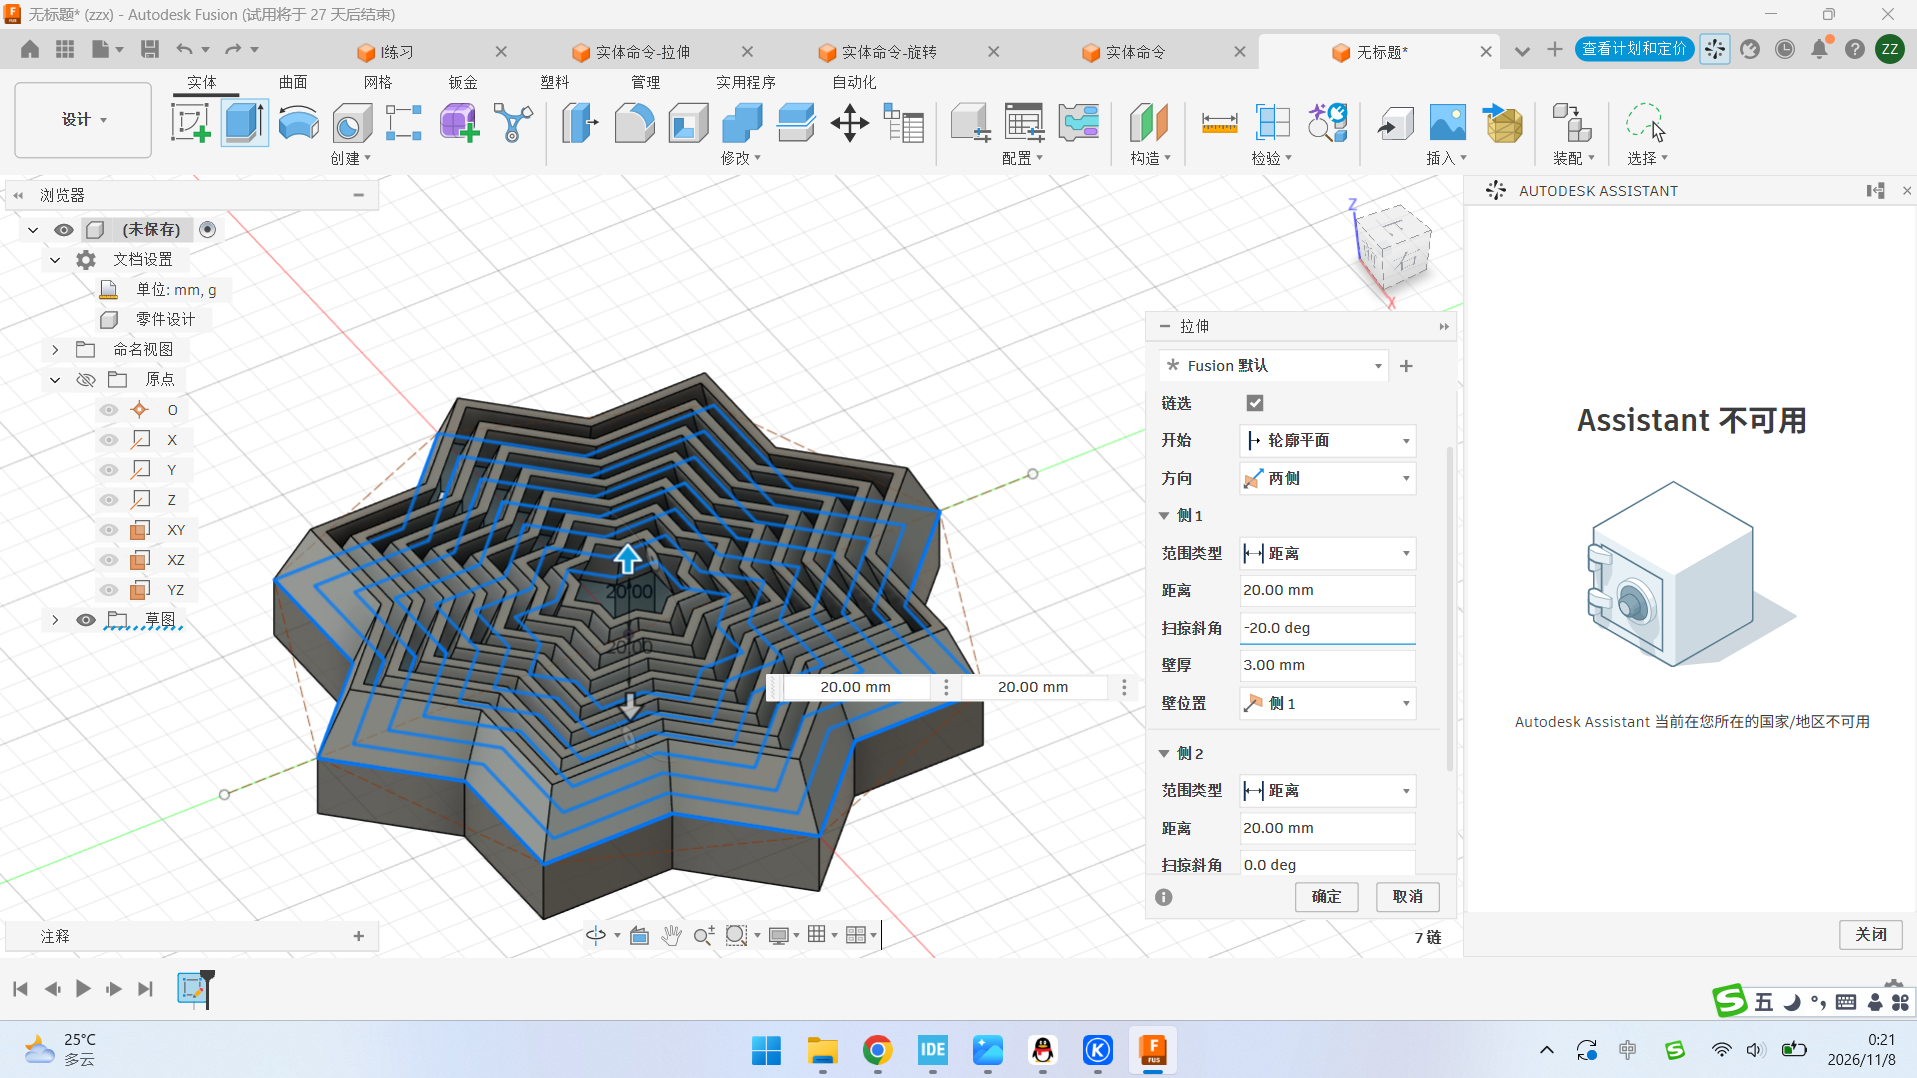 无标题* (zzx) - Autodesk Fusion (试用将于 27 天后结束)
I练习
实体命令-拉伸
实体命令-旋转
实体命令
无标题*
查看计划和定价
ZZ
实体
曲面
网格
钣金
塑料
管理
实用程序
自动化
设计
创建
修改
配置
构造
检验
插入
装配
选择
浏览器
(未保存)
文档设置
单位: mm, g
零件设计
命名视图
原点
O
X
Y
Z
XY
XZ
YZ
草图
Z
X
20.00
20.00
20.00 mm
20.00 mm
拉伸
Fusion 默认
链选
开始
轮廓平面
方向
两侧
侧 1
范围类型
距离
距离
20.00 mm
扫掠斜角
-20.0 deg
壁厚
3.00 mm
壁位置
侧 1
侧 2
范围类型
距离
距离
20.00 mm
扫掠斜角
0.0 deg
确定
取消
7 链
AUTODESK ASSISTANT
Assistant 不可用
Autodesk Assistant 当前在您所在的国家/地区不可用
关闭
注释
五
25°C
多云
IDE
FUS
中
0:21
2026/11/8